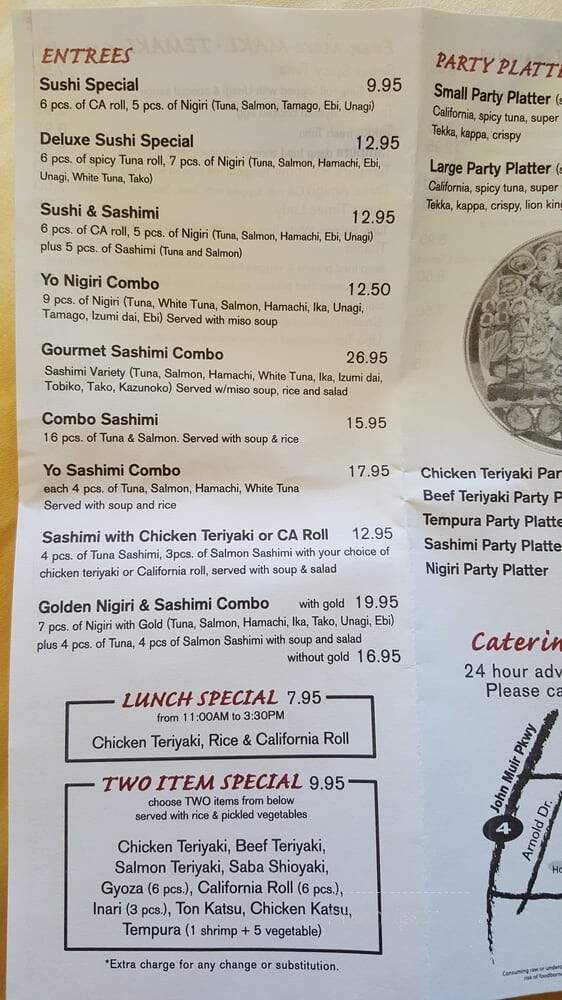 ENTREES
Sushi Special 9.95
6 pcs. of CA roll, 5 pcs. of Nigiri (Tuna, Salmon, Tamago, Ebi, Unagi)
Deluxe Sushi Special 12.95
6 pcs. of spicy Tuna roll, 7 pcs. of Nigiri (Tuna, Salmon, Hamachi, Ebi,
Unagi, White Tuna, Tako)
Sushi & Sashimi 12.95
6 pcs. of CA roll, 5 pcs. of Nigiri (Tuna, Salmon, Hamachi, Ebi, Unagi)
plus 5 pcs. of Sashimi (Tuna and Salmon)
Yo Nigiri Combo 12.50
9 pcs. of Nigiri (Tuna, White Tuna, Salmon, Hamachi, Ika, Unagi,
Tamago, Izumi dai, Ebi) Served with miso soup
Gourmet Sashimi Combo 26.95
Sashimi Variety (Tuna, Salmon, Hamachi, White Tuna, Ika, Izumi dai,
Tobiko, Tako, Kazunoko) Served w/miso soup, rice and salad
Combo Sashimi 15.95
16 pcs. of Tuna & Salmon. Served with soup & rice
Yo Sashimi Combo 17.95
each 4 pcs. of Tuna, Salmon, Hamachi, White Tuna
Served with soup and rice
Sashimi with Chicken Teriyaki or CA Roll 12.95
4 pcs. of Tuna Sashimi, 3pcs. of Salmon Sashimi with your choice of
chicken teriyaki or California roll, served with soup & salad
Golden Nigiri & Sashimi Combo with gold 19.95
7 pcs. of Nigiri with Gold (Tuna, Salmon, Hamachi, Ika, Tako, Unagi, Ebi)
plus 4 pcs. of Tuna, 4 pcs of Salmon Sashimi with soup and salad
without gold 16.95
LUNCH SPECIAL 7.95
from 11:00AM to 3:30PM
Chicken Teriyaki, Rice & California Roll
TWO ITEM SPECIAL 9.95
choose TWO items from below
served with rice & pickled vegetables
Chicken Teriyaki, Beef Teriyaki,
Salmon Teriyaki, Saba Shioyaki,
Gyoza (6 pcs.), California Roll (6 pcs.),
Inari (3 pcs.), Ton Katsu, Chicken Katsu,
Tempura (1 shrimp + 5 vegetable)
*Extra charge for any change or substitution.
PARTY PLATTE
Small Party Platter (s
California, spicy tuna, super
Tekka, kappa, crispy
Large Party Platter (s
California, spicy tuna, super
Tekka, kappa, crispy, lion king
Chicken Teriyaki Par
Beef Teriyaki Party P
Tempura Party Platte
Sashimi Party Platte
Nigiri Party Platter
Caterin
24 hour adv
Please ca
John Muir Pkwy
4
Arnold Dr.
Ho
Consuming raw or underc
risk of foodborne